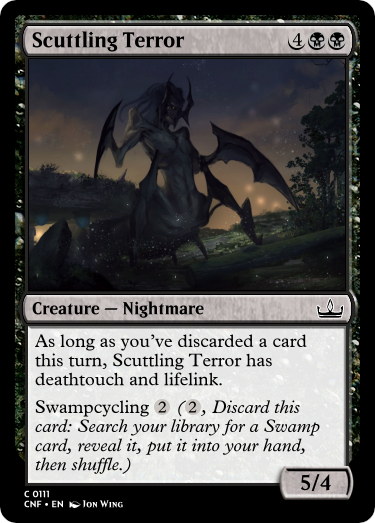 Scuttling Terror 4
Creature — Nightmare
As long as you've discarded a card
this turn, Scuttling Terror has
deathtouch and lifelink.
Swampcycling 2 (2, Discard this
card: Search your library for a Swamp
card, reveal it, put it into your hand,
then shuffle.)
5/4
C 0111
CNF • EN Jon Wing